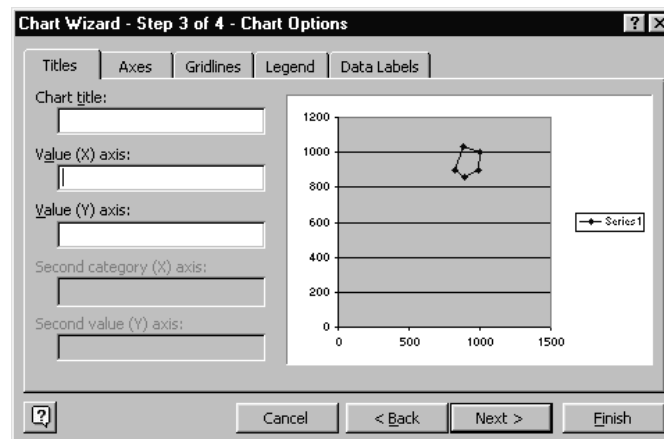 Chart Wizard - Step 3 of 4 - Chart Options
Titles Axes Gridlines Legend Data Labels
Chart title:
Value (X) axis:
Value (Y) axis:
Second category (X) axis:
Second value (Y) axis:
1200
1000
800
600
400
200
0
0 500 1000 1500
Series1
Cancel < Back Next > Finish